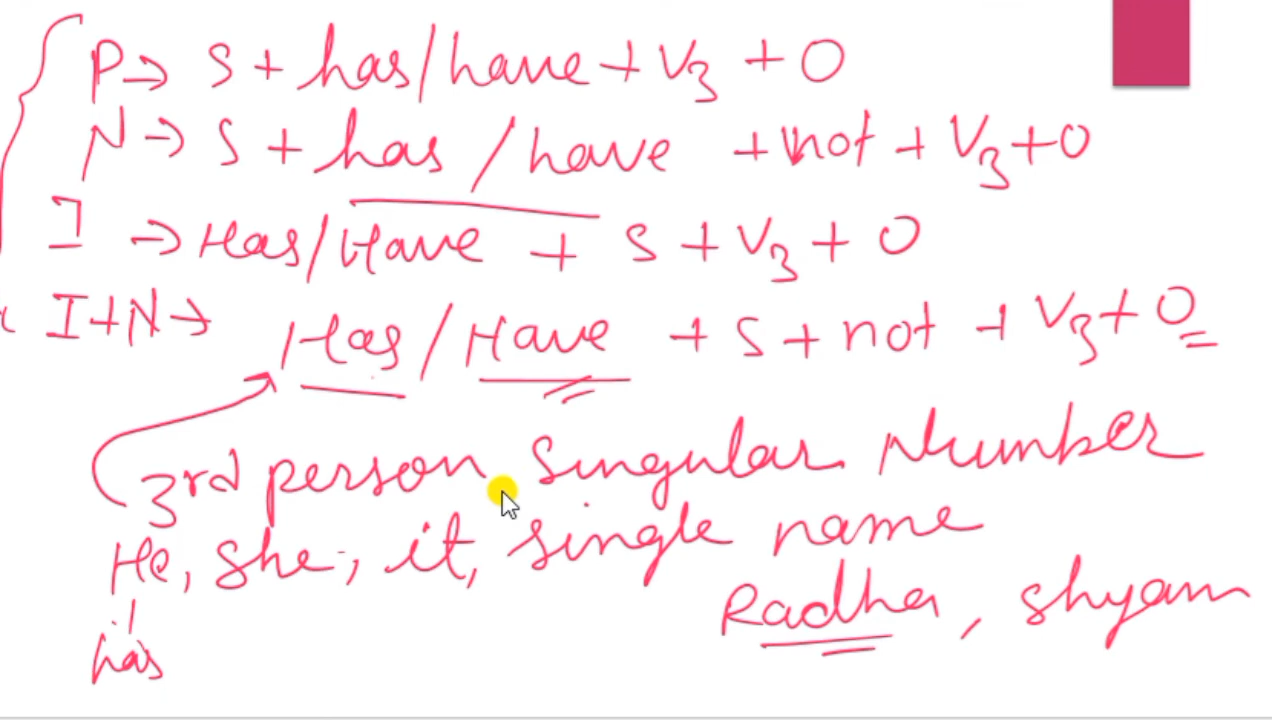 P→ S + has/have + V3 + O
N→ S + has / have + not + V3 + O
I → Has/Have + S + V3 + O
I+N→ Has / Have + S + not + V3 + O
3rd person Singular Number
He, She, it, single name
Radha, shyam
has